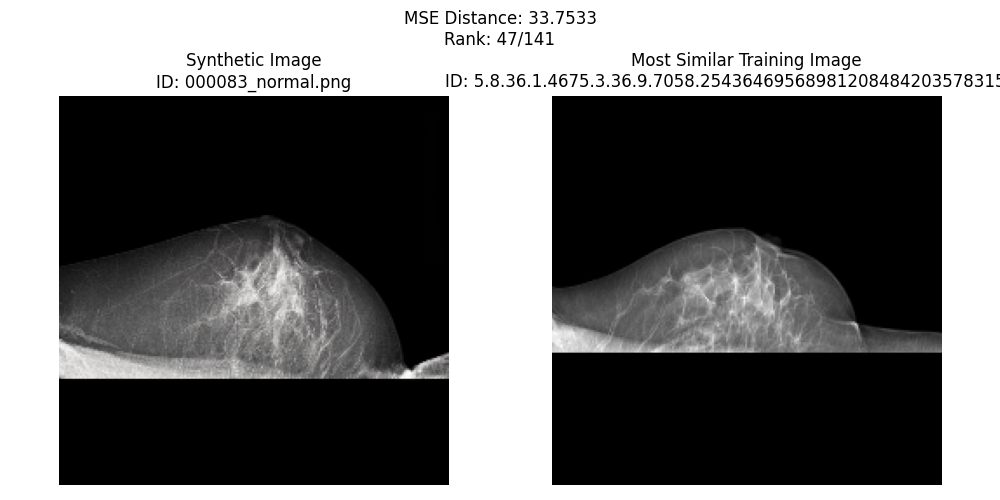 MSE Distance: 33.7533
Rank: 47/141
Synthetic Image
ID: 000083_normal.png
Most Similar Training Image
ID: 5.8.36.1.4675.3.36.9.7058.25436469568981208484203578315